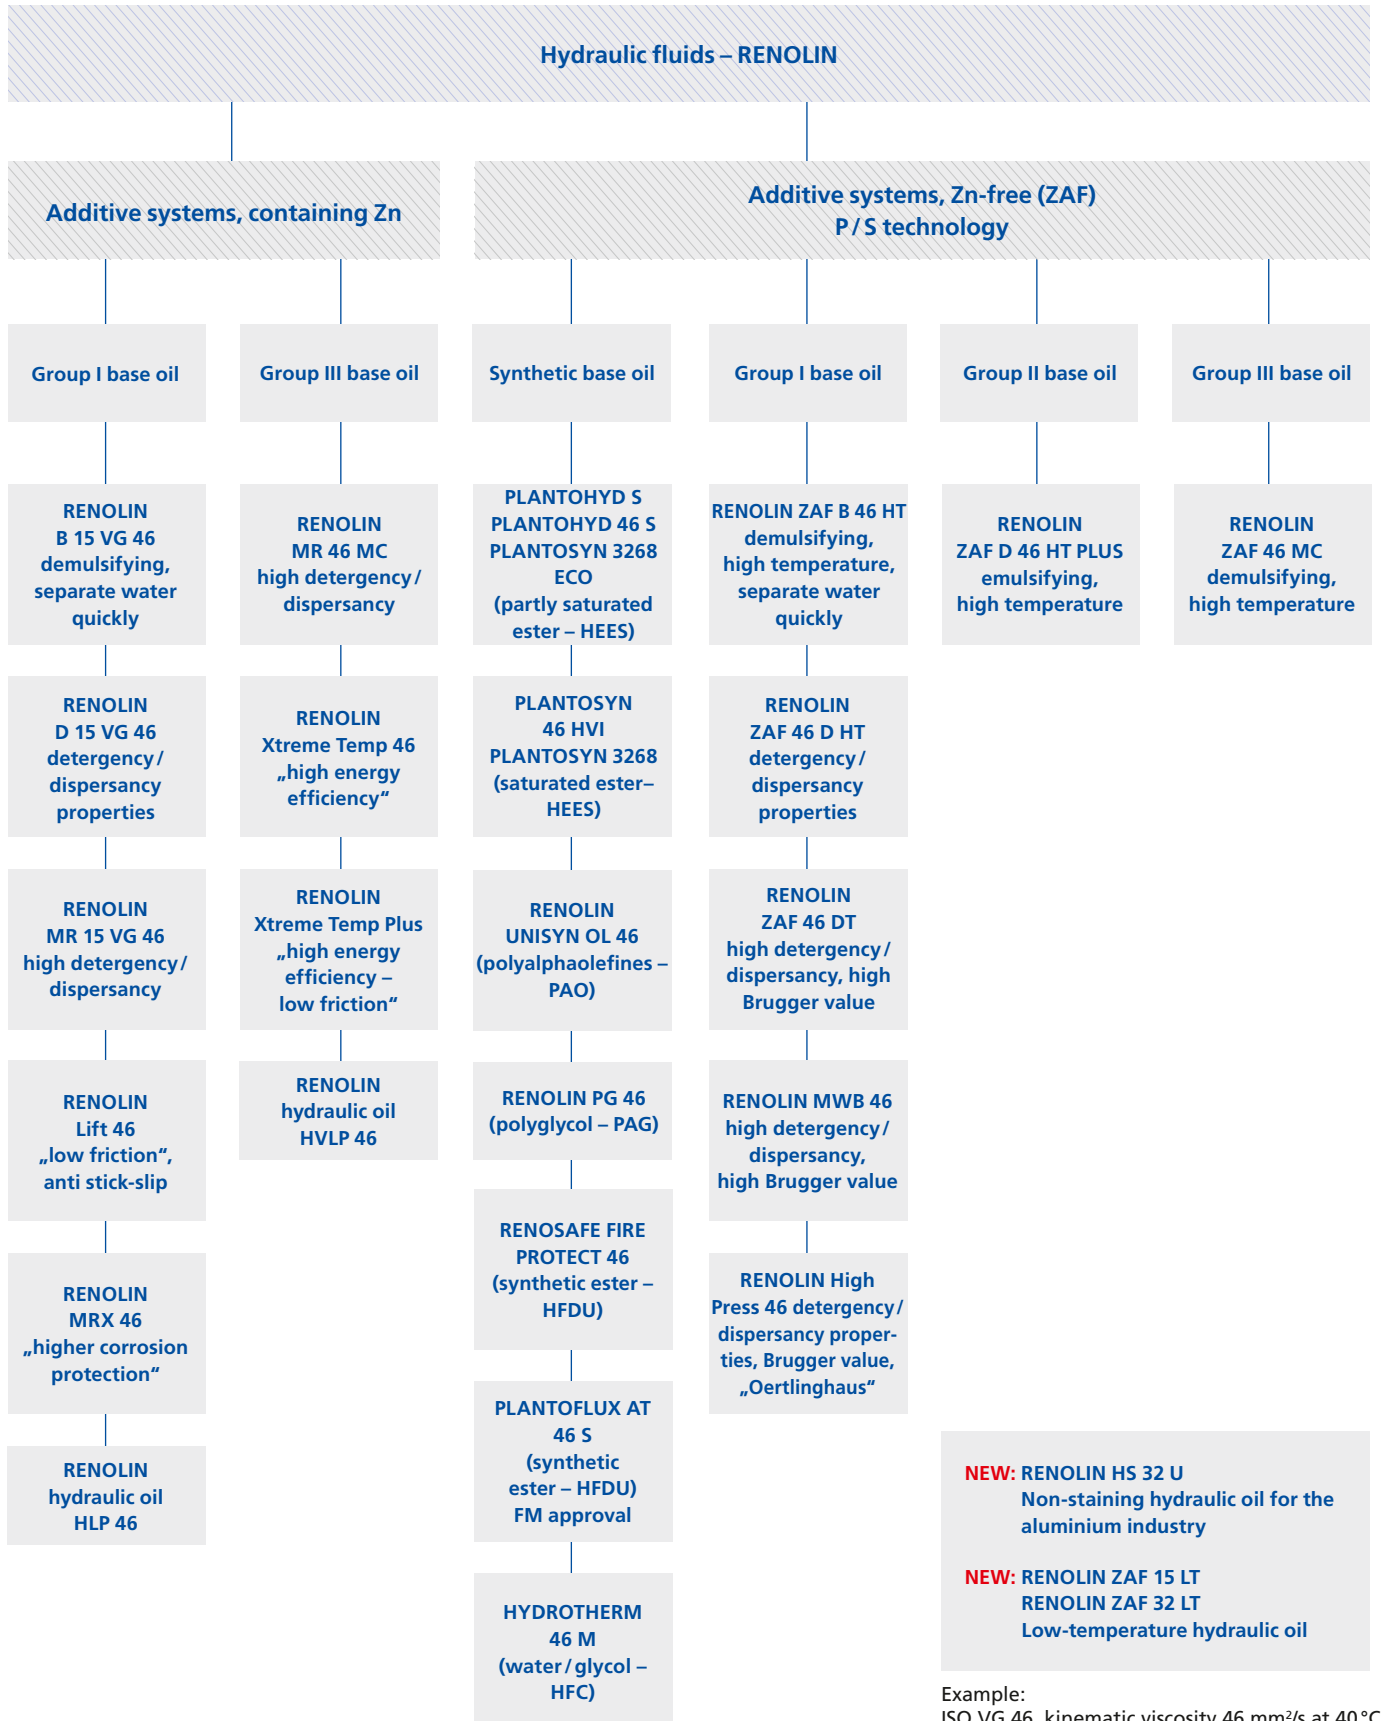 Hydraulic fluids – RENOLIN
Additive systems, containing Zn
Additive systems, Zn-free (ZAF)
P / S technology
Group I base oil
Group III base oil
Synthetic base oil
Group I base oil
Group II base oil
Group III base oil
RENOLIN
B 15 VG 46
demulsifying,
separate water
quickly
RENOLIN
D 15 VG 46
detergency /
dispersancy
properties
RENOLIN
MR 15 VG 46
high detergency /
dispersancy
RENOLIN
Lift 46
„low friction“,
anti stick-slip
RENOLIN
MRX 46
„higher corrosion
protection“
RENOLIN
hydraulic oil
HLP 46
RENOLIN
MR 46 MC
high detergency /
dispersancy
RENOLIN
Xtreme Temp 46
„high energy
efficiency“
RENOLIN
Xtreme Temp Plus
„high energy
efficiency –
low friction“
RENOLIN
hydraulic oil
HVLP 46
PLANTOHYD S
PLANTOHYD 46 S
PLANTOSYN 3268
ECO
(partly saturated
ester – HEES)
PLANTOSYN
46 HVI
PLANTOSYN 3268
(saturated ester–
HEES)
RENOLIN
UNISYN OL 46
(polyalphaolefines –
PAO)
RENOLIN PG 46
(polyglycol – PAG)
RENOSAFE FIRE
PROTECT 46
(synthetic ester –
HFDU)
PLANTOFLUX AT
46 S
(synthetic
ester – HFDU)
FM approval
HYDROTHERM
46 M
(water / glycol –
HFC)
RENOLIN ZAF B 46 HT
demulsifying,
high temperature,
separate water
quickly
RENOLIN
ZAF 46 D HT
detergency /
dispersancy
properties
RENOLIN
ZAF 46 DT
high detergency /
dispersancy, high
Brugger value
RENOLIN MWB 46
high detergency /
dispersancy,
high Brugger value
RENOLIN High
Press 46 detergency /
dispersancy proper-
ties, Brugger value,
„Oertlinghaus“
RENOLIN
ZAF D 46 HT PLUS
emulsifying,
high temperature
RENOLIN
ZAF 46 MC
demulsifying,
high temperature
NEW: RENOLIN HS 32 U
Non-staining hydraulic oil for the
aluminium industry
NEW: RENOLIN ZAF 15 LT
RENOLIN ZAF 32 LT
Low-temperature hydraulic oil
Example:
ISO VG 46, kinematic viscosity 46 mm²/s at 40 °C